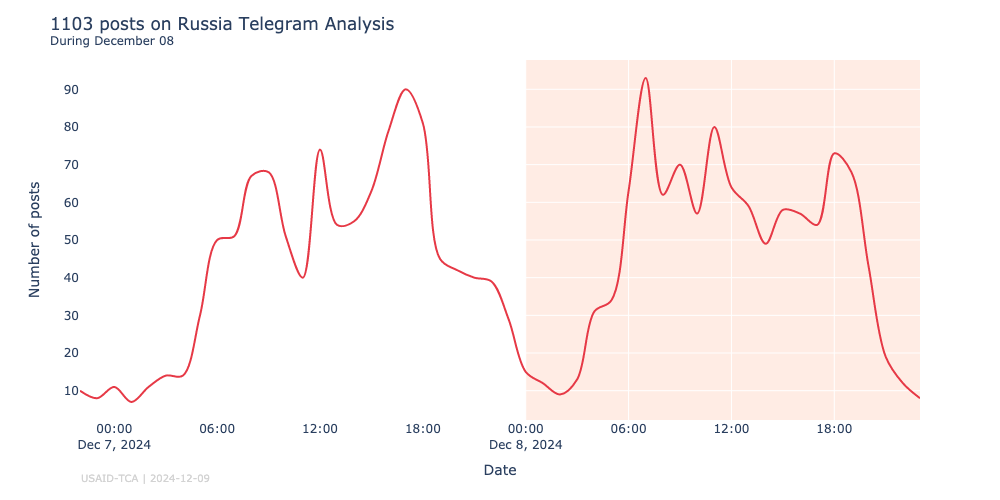 1103 posts on Russia Telegram Analysis
During December 08
90
80
70
60
50
40
30
20
10
Number of posts
00:00 06:00 12:00 18:00 00:00 06:00 12:00 18:00
Dec 7, 2024 Dec 8, 2024
Date
USAID-TCA | 2024-12-09